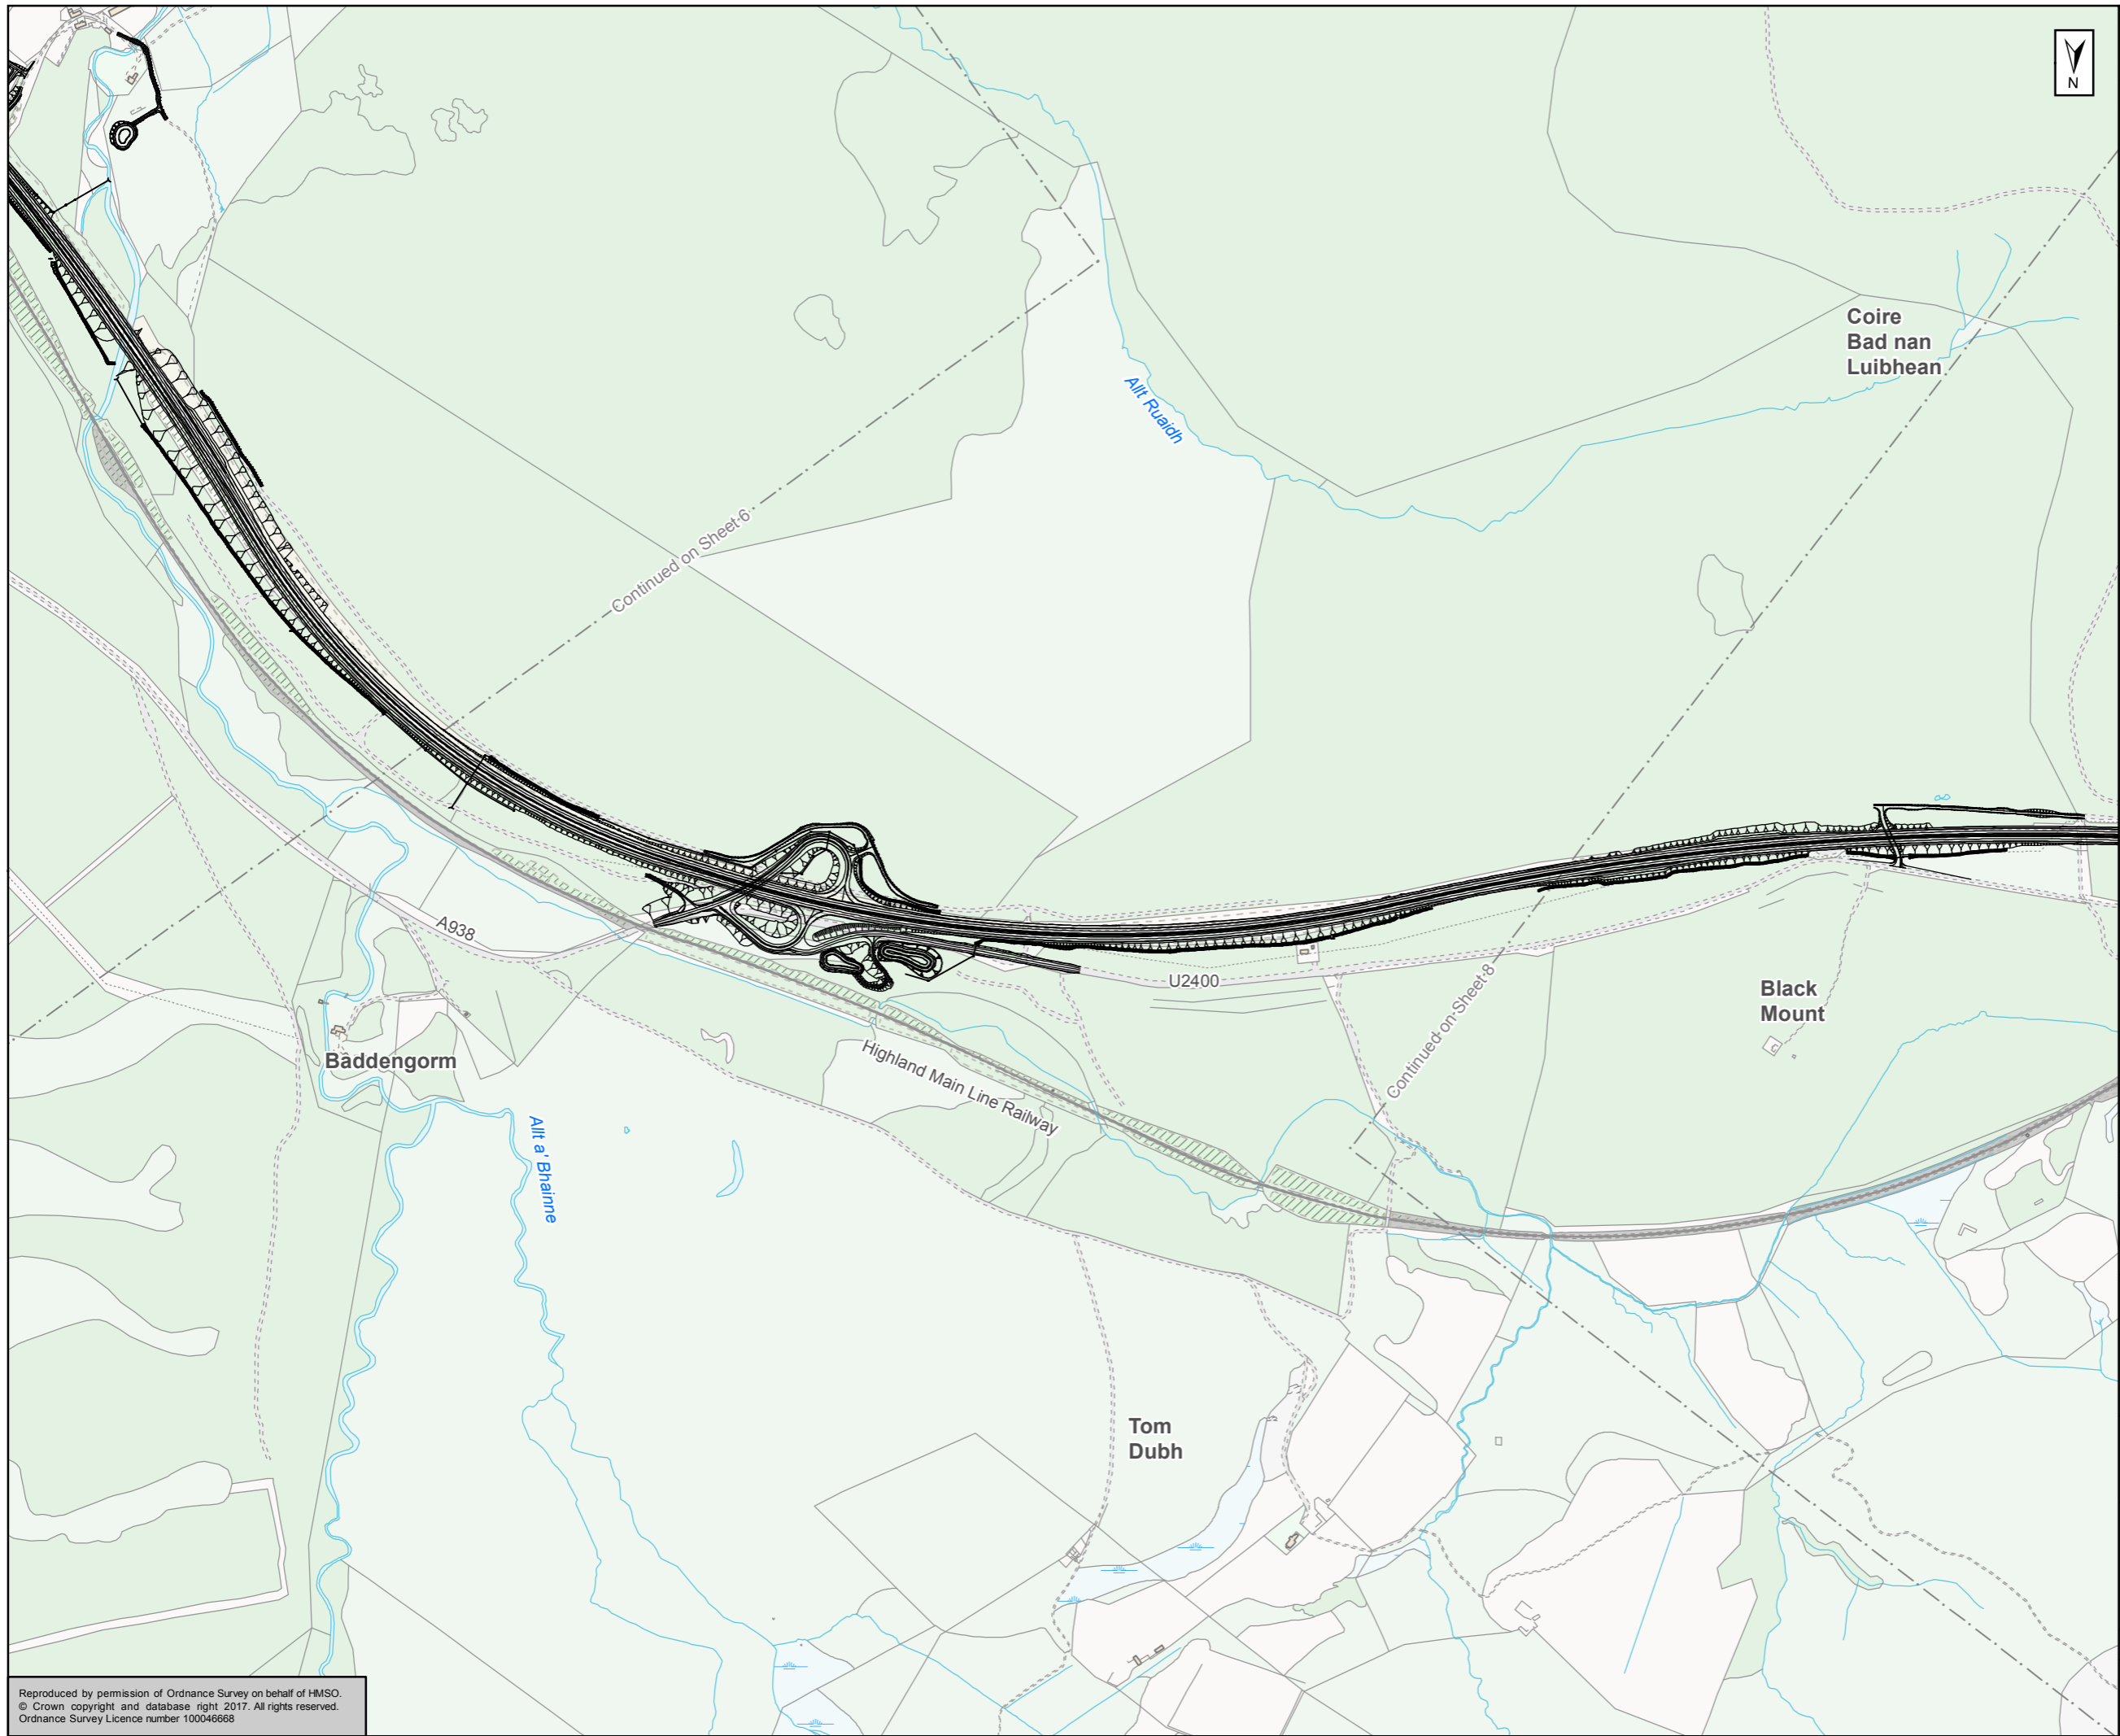 N
Coire
Bad nan
Luibhean
Allt Ruaidh
Continued on Sheet 6
A938
U2400
Black
Mount
Continued on Sheet 8
Baddengorm
Highland Main Line Railway
Allt a' Bhainne
Tom
Dubh
Reproduced by permission of Ordnance Survey on behalf of HMSO.
© Crown copyright and database right 2017. All rights reserved.
Ordnance Survey Licence number 100046668